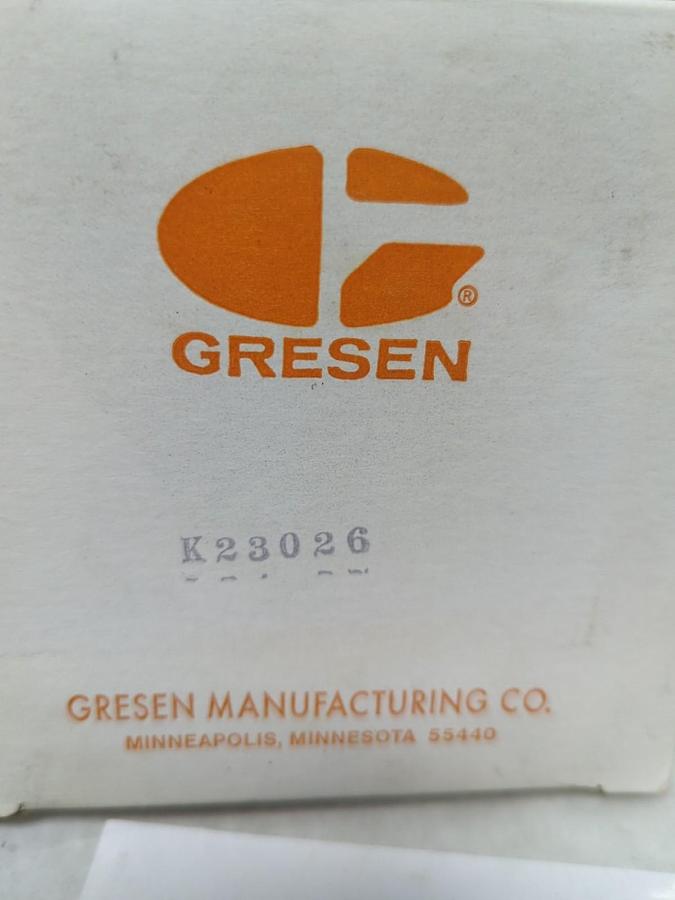 ®
GRESEN
K23026
GRESEN MANUFACTURING CO.
MINNEAPOLIS, MINNESOTA 55440